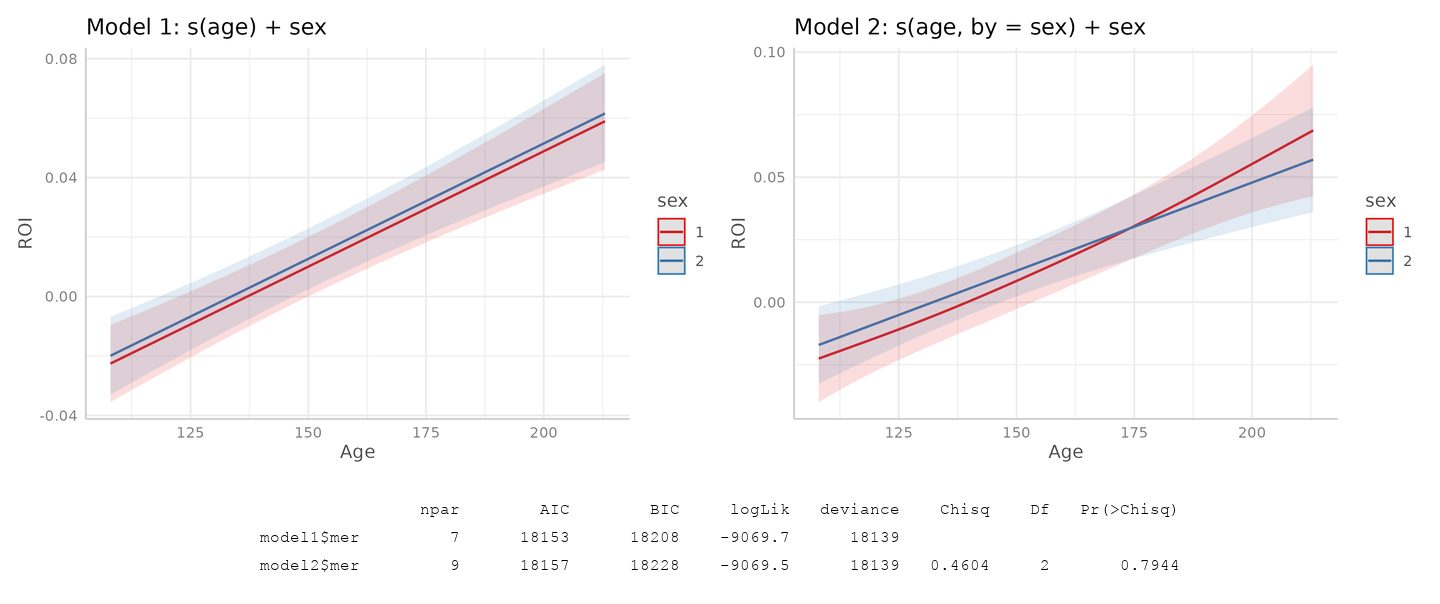 Model 1: s(age) + sex
0.08
0.04
0.00
-0.04
ROI
125 150 175 200
Age
sex
1
2
Model 2: s(age, by = sex) + sex
0.10
0.05
0.00
ROI
125 150 175 200
Age
sex
1
2
npar AIC BIC logLik deviance Chisq Df Pr(>Chisq)
model1$mer 7 18153 18208 -9069.7 18139
model2$mer 9 18157 18228 -9069.5 18139 0.4604 2 0.7944